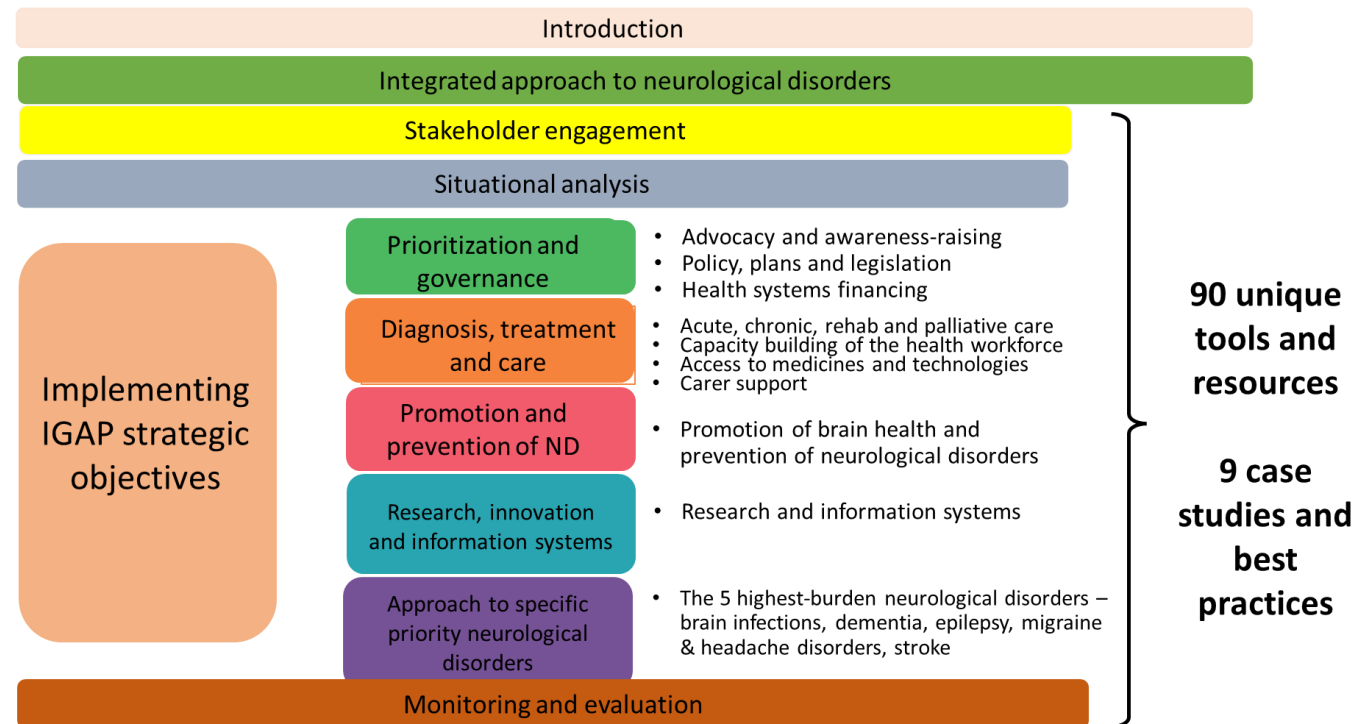 Introduction
Integrated approach to neurological disorders
Stakeholder engagement
Situational analysis
Implementing
IGAP strategic
objectives
Prioritization and
governance
• Advocacy and awareness-raising
• Policy, plans and legislation
• Health systems financing
Diagnosis, treatment
and care
• Acute, chronic, rehab and palliative care
• Capacity building of the health workforce
• Access to medicines and technologies
• Carer support
Promotion and
prevention of ND
• Promotion of brain health and
prevention of neurological disorders
Research, innovation
and information systems
• Research and information systems
Approach to specific
priority neurological
disorders
• The 5 highest-burden neurological disorders –
brain infections, dementia, epilepsy, migraine
& headache disorders, stroke
Monitoring and evaluation
90 unique
tools and
resources
9 case
studies and
best
practices